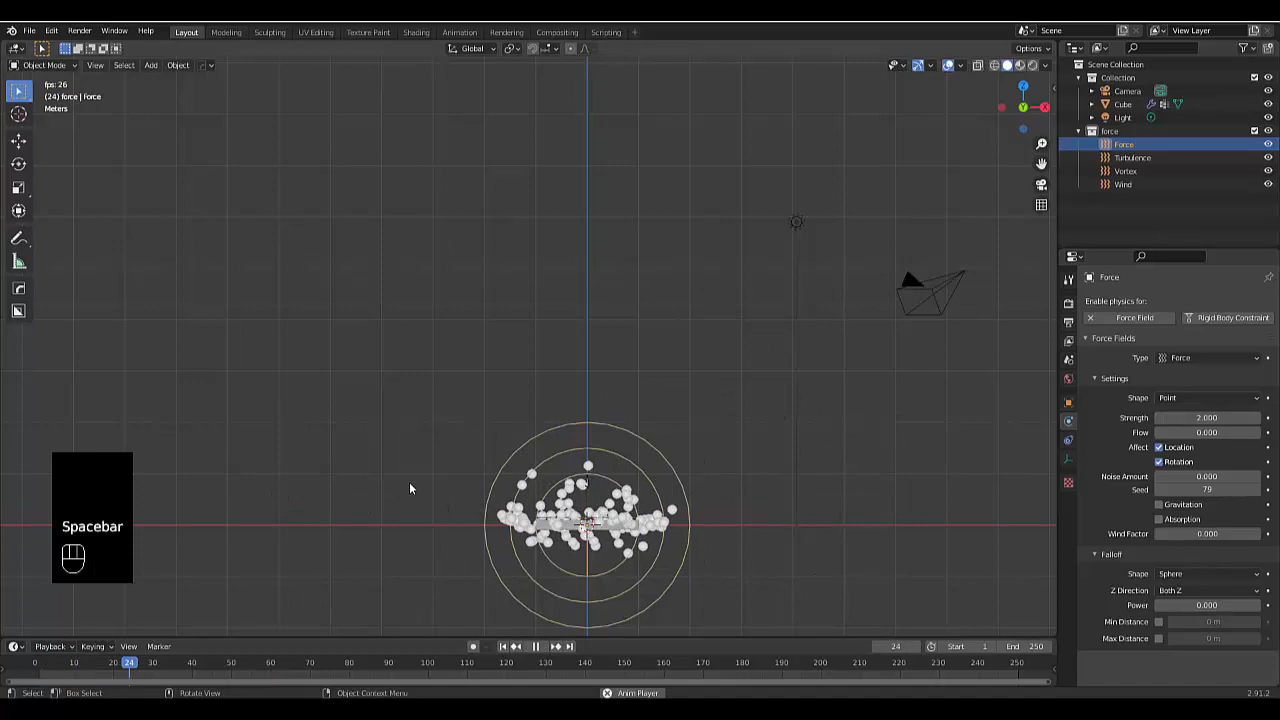 File Edit Render Window Help Layout Modeling Sculpting UV Editing Texture Paint Shading Animation Rendering Compositing Scripting + Scene View Layer
Global Options
Object Mode View Select Add Object
fps: 26
(24) force | Force
Meters
Z
Y
X
Scene Collection
Collection
Camera
Cube
Light
force
Force
Turbulence
Vortex
Wind
Force
Enable physics for:
Force Field Rigid Body Constraint
Force Fields
Type Force
Settings
Shape Point
Strength 2.000
Flow 0.000
Affect Location
Rotation
Noise Amount 0.000
Seed 79
Gravitation
Absorption
Wind Factor 0.000
Falloff
Shape Sphere
Z Direction Both Z
Power 0.000
Min Distance 0 m
Max Distance 0 m
Spacebar
Playback Keying View Marker 24 Start 1 End 250
0 10 20 24 30 40 50 60 70 80 90 100 110 120 130 140 150 160 170 180 190 200 210 220 230 240 250
Select Box Select Rotate View Object Context Menu Anim Player 2.91.2